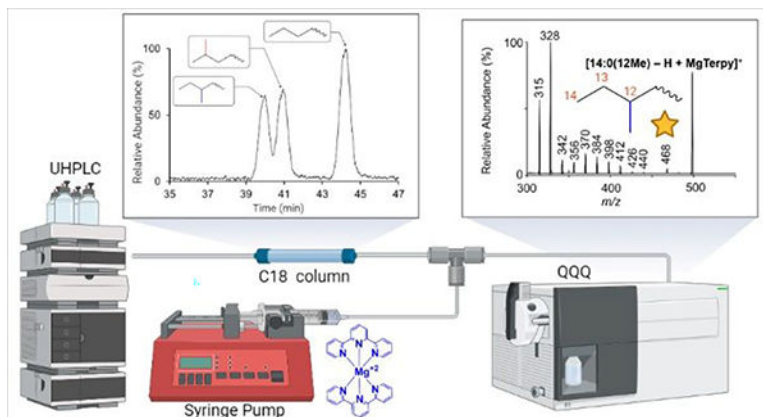 100
50
0
Relative Abundance (%)
35 37 39 41 43 45 47
Time (min)
100
50
0
Relative Abundance (%)
328
315
342
356
370
384
398
412
426
440
468
[14:0(12Me) – H + MgTerpy]⁺
13
14
12
300 400 500
m/z
UHPLC
C18 column
QQQ
Syringe Pump
N N N
Mg+2
N N N